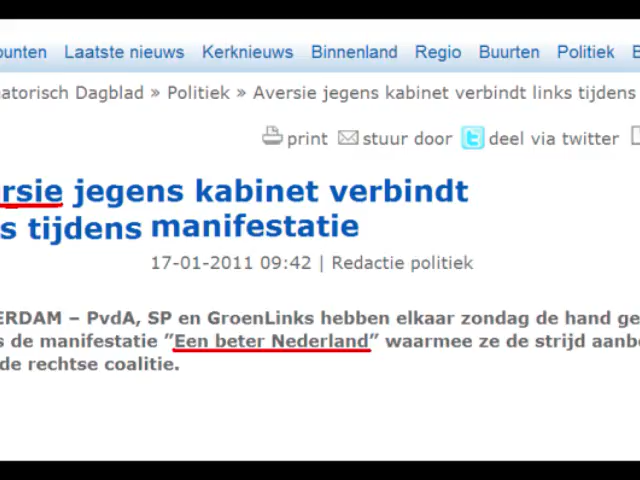 punten Laatste nieuws Kerknieuws Binnenland Regio Buurten Politiek
atorisch Dagblad » Politiek » Aversie jegens kabinet verbindt links tijdens
print stuur door deel via twitter
rsie jegens kabinet verbindt
s tijdens manifestatie
17-01-2011 09:42 | Redactie politiek
ERDAM – PvdA, SP en GroenLinks hebben elkaar zondag de hand ge
s de manifestatie ”Een beter Nederland” waarmee ze de strijd aanb
de rechtse coalitie.